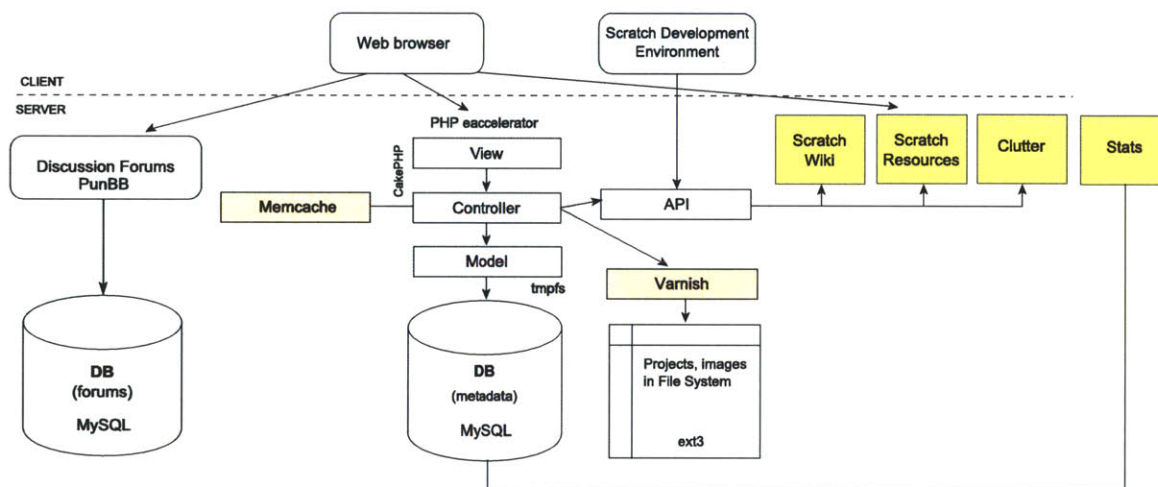 Web browser
Scratch Development
Environment
CLIENT
SERVER
PHP eaccelerator
Discussion Forums
PunBB
CakePHP
View
Scratch
Wiki
Scratch
Resources
Clutter
Stats
Memcache
Controller
API
Model
tmpfs
Varnish
DB
(forums)
MySQL
DB
(metadata)
MySQL
Projects, images
in File System
ext3